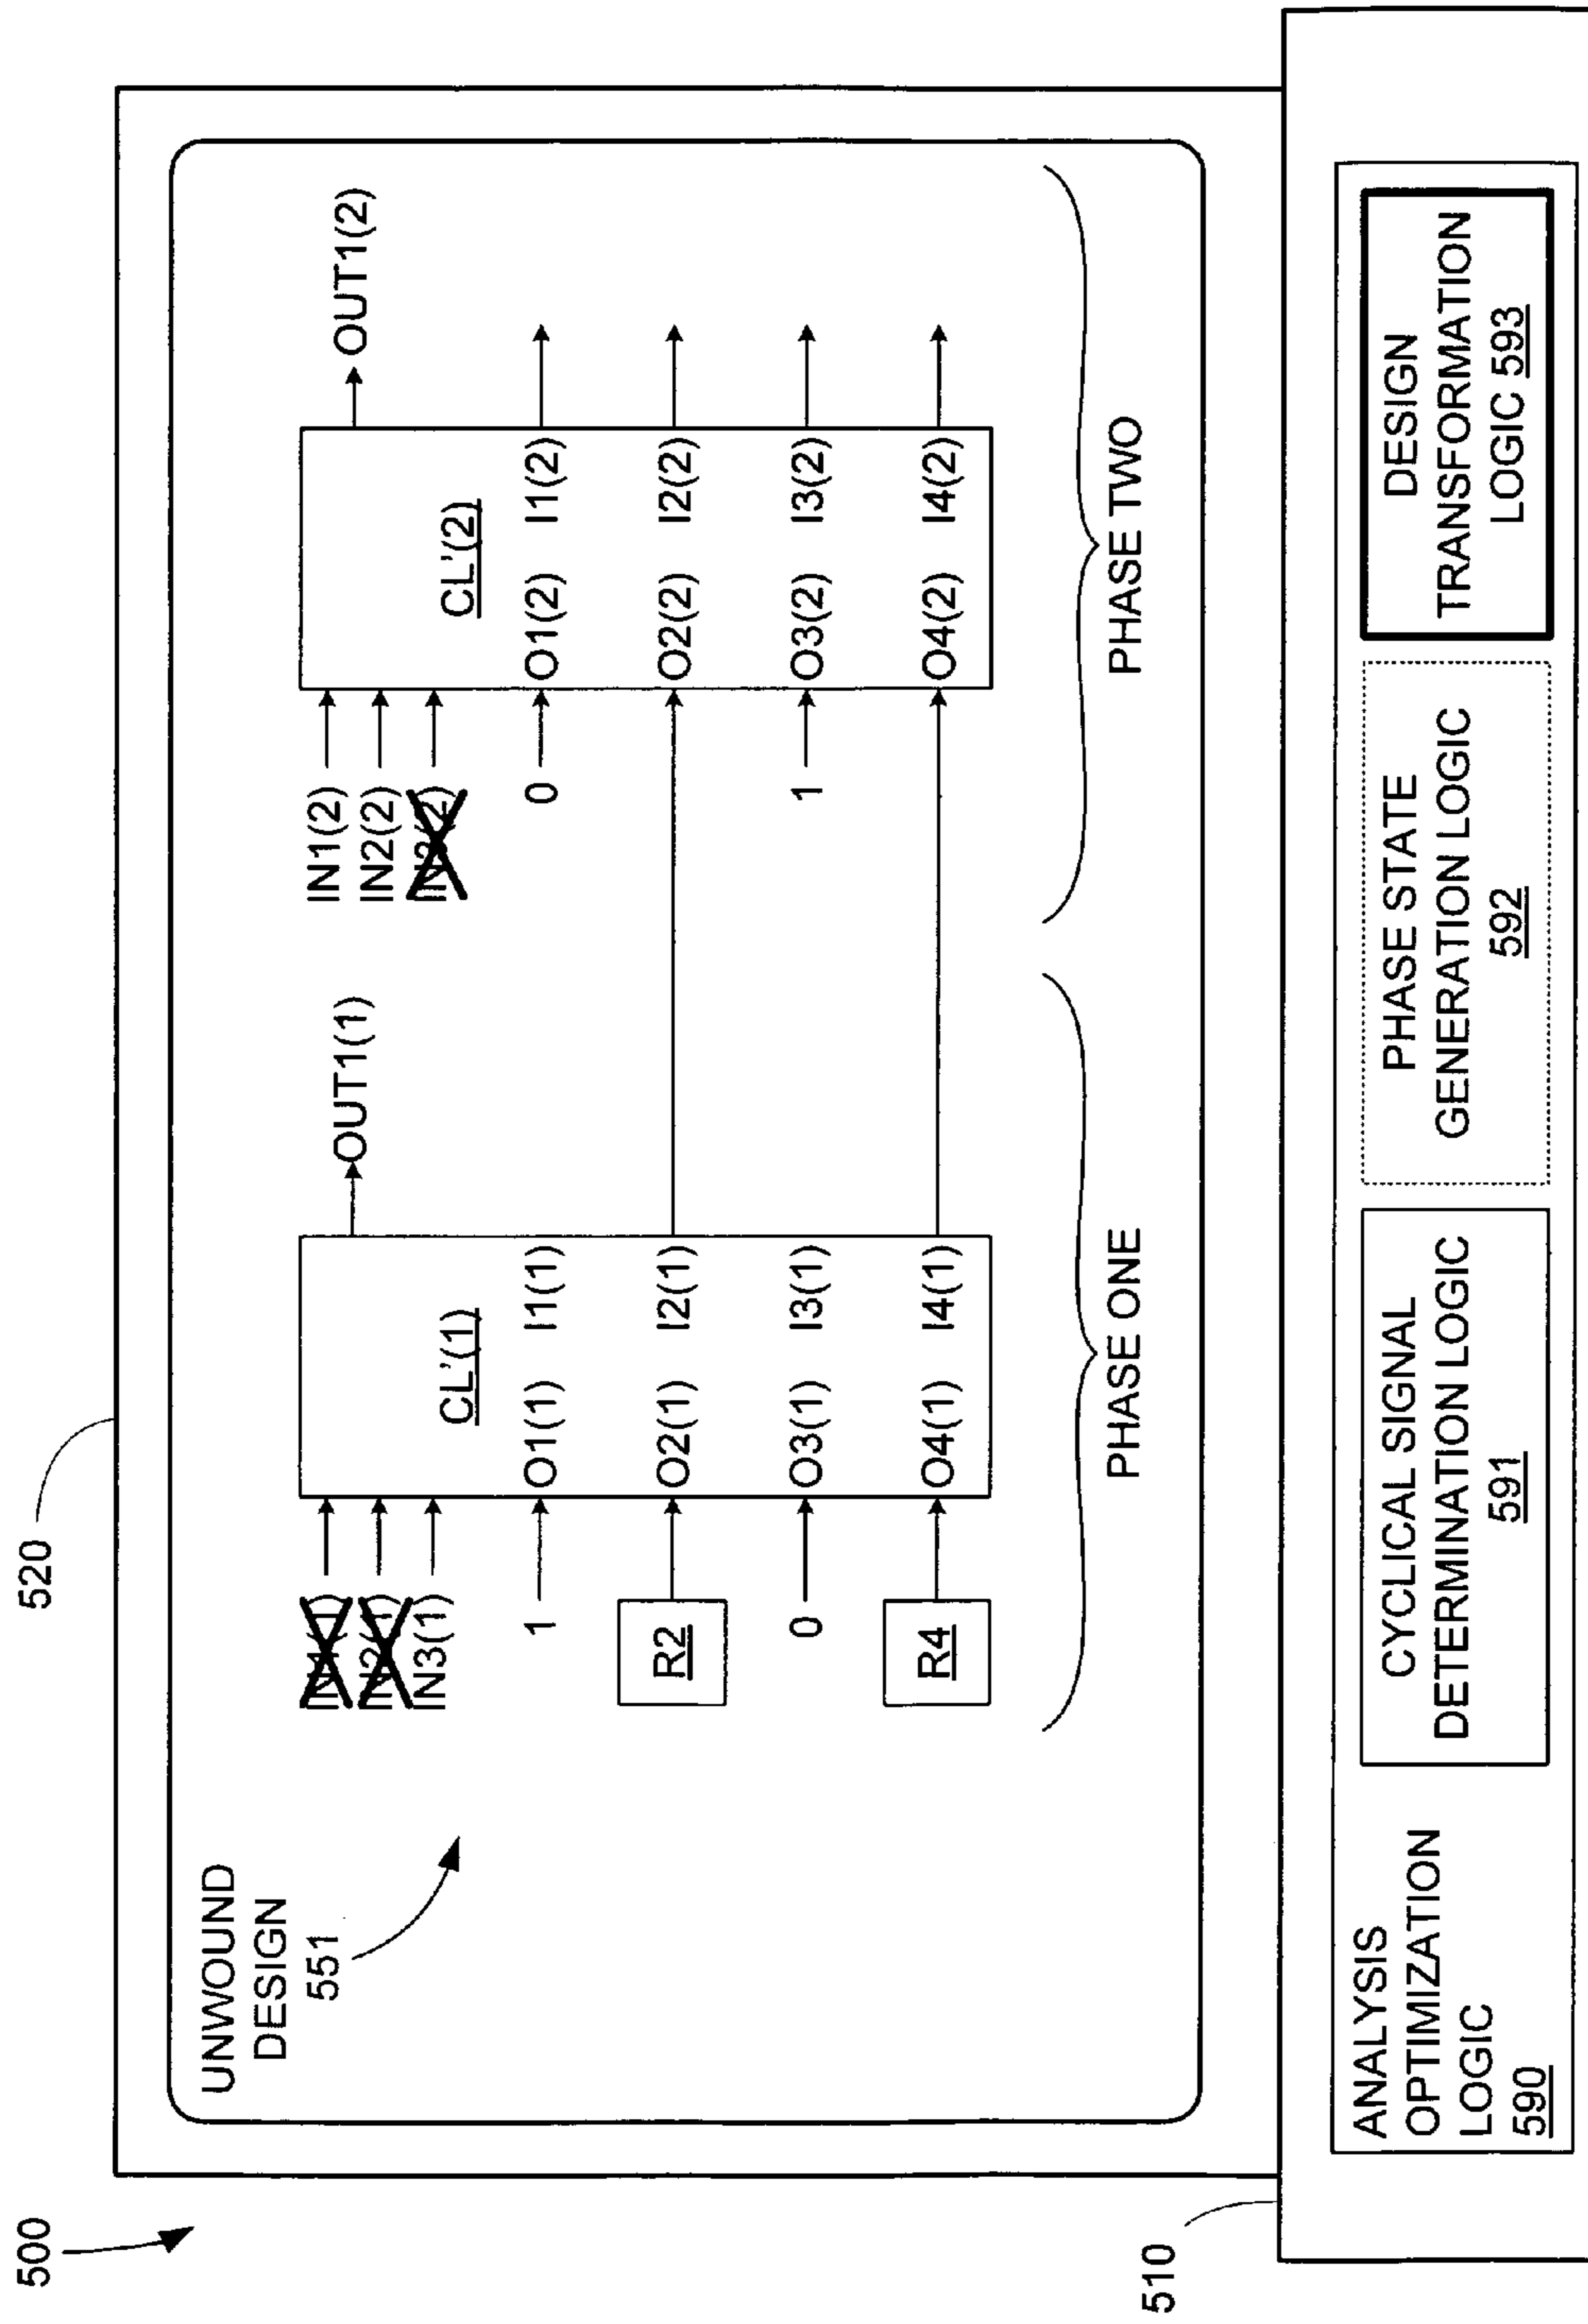 500
520
UNWOUND
DESIGN
551
IN3(1)
1
R2
0
R4
CL'(1)
O1(1) I1(1)
O2(1) I2(1)
O3(1) I3(1)
O4(1) I4(1)
OUT1(1)
PHASE ONE
IN1(2)
IN2(2)
0
1
CL'(2)
O1(2) I1(2)
O2(2) I2(2)
O3(2) I3(2)
O4(2) I4(2)
OUT1(2)
PHASE TWO
510
ANALYSIS
OPTIMIZATION
LOGIC
590
CYCLICAL SIGNAL
DETERMINATION LOGIC
591
PHASE STATE
GENERATION LOGIC
592
DESIGN
TRANSFORMATION
LOGIC 593